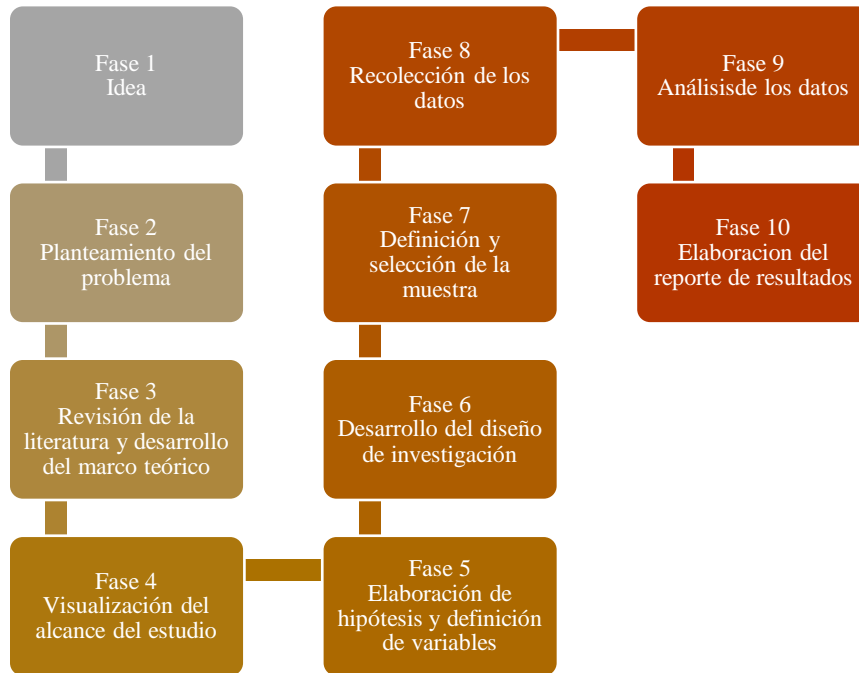 Fase 1
Idea
Fase 2
Planteamiento del
problema
Fase 3
Revisión de la
literatura y desarrollo
del marco teórico
Fase 4
Visualización del
alcance del estudio
Fase 5
Elaboración de
hipótesis y definición
de variables
Fase 6
Desarrollo del diseño
de investigación
Fase 7
Definición y
selección de la
muestra
Fase 8
Recolección de los
datos
Fase 9
Análisisde los datos
Fase 10
Elaboracion del
reporte de resultados